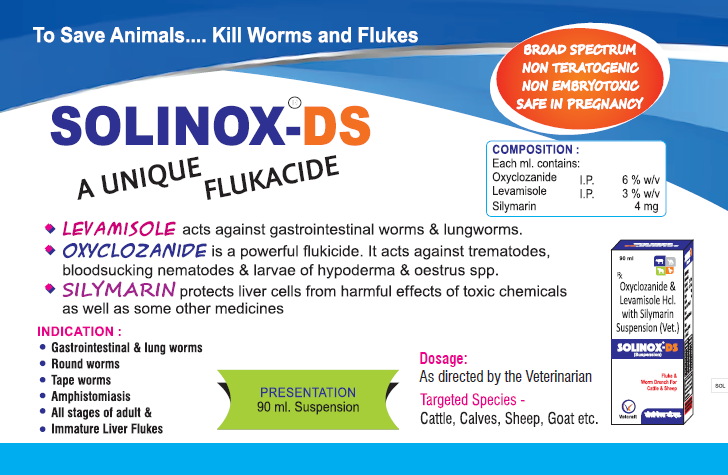 To Save Animals.... Kill Worms and Flukes
BROAD SPECTRUM
NON TERATOGENIC
NON EMBRYOTOXIC
SAFE IN PREGNANCY
SOLINOX-DS
A UNIQUE FLUKACIDE
COMPOSITION :
Each ml. contains:
Oxyclozanide I.P. 6 % w/v
Levamisole I.P. 3 % w/v
Silymarin 4 mg
LEVAMISOLE acts against gastrointestinal worms & lungworms.
OXYCLOZANIDE is a powerful flukicide. It acts against trematodes,
bloodsucking nematodes & larvae of hypoderma & oestrus spp.
SILYMARIN protects liver cells from harmful effects of toxic chemicals
as well as some other medicines
INDICATION :
• Gastrointestinal & lung worms
• Round worms
• Tape worms
• Amphistomiasis
• All stages of adult &
• Immature Liver Flukes
PRESENTATION
90 ml. Suspension
Dosage:
As directed by the Veterinarian
Targeted Species -
Cattle, Calves, Sheep, Goat etc.
90 ml
Rx
Oxyclozanide &
Levamisole Hcl.
with Silymarin
Suspension (Vet.)
SOLINOX-DS
(Suspension)
Fluke &
Worm Drench For
Cattle & Sheep
Vetcraft
SOL